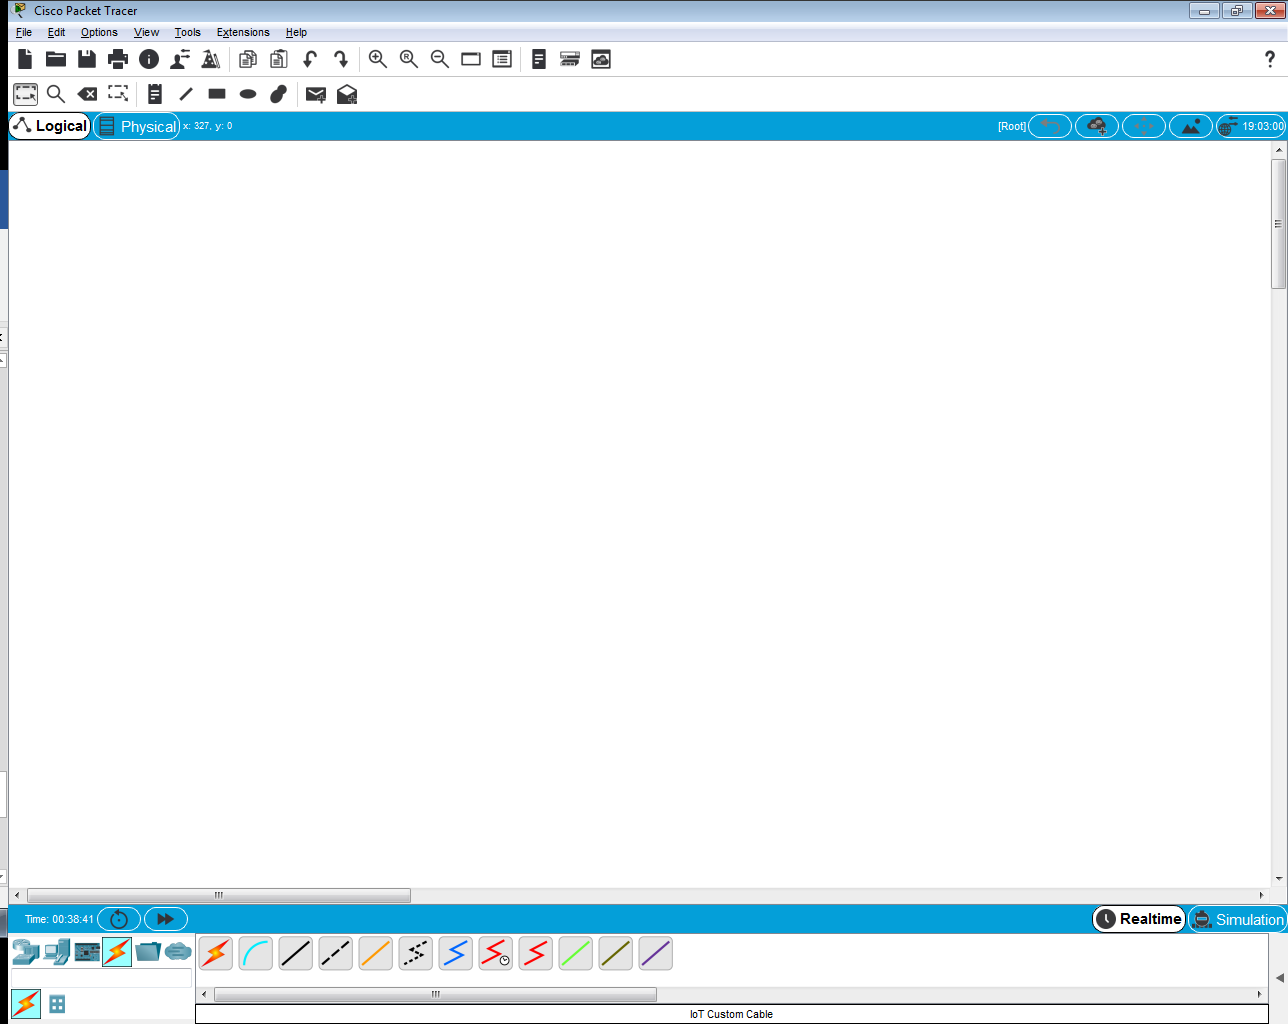 Cisco Packet Tracer
File Edit Options View Tools Extensions Help
?
Logical Physical x: 327, y: 0 [Root] 19:03:00
Time: 00:38:41 Realtime Simulation
IoT Custom Cable